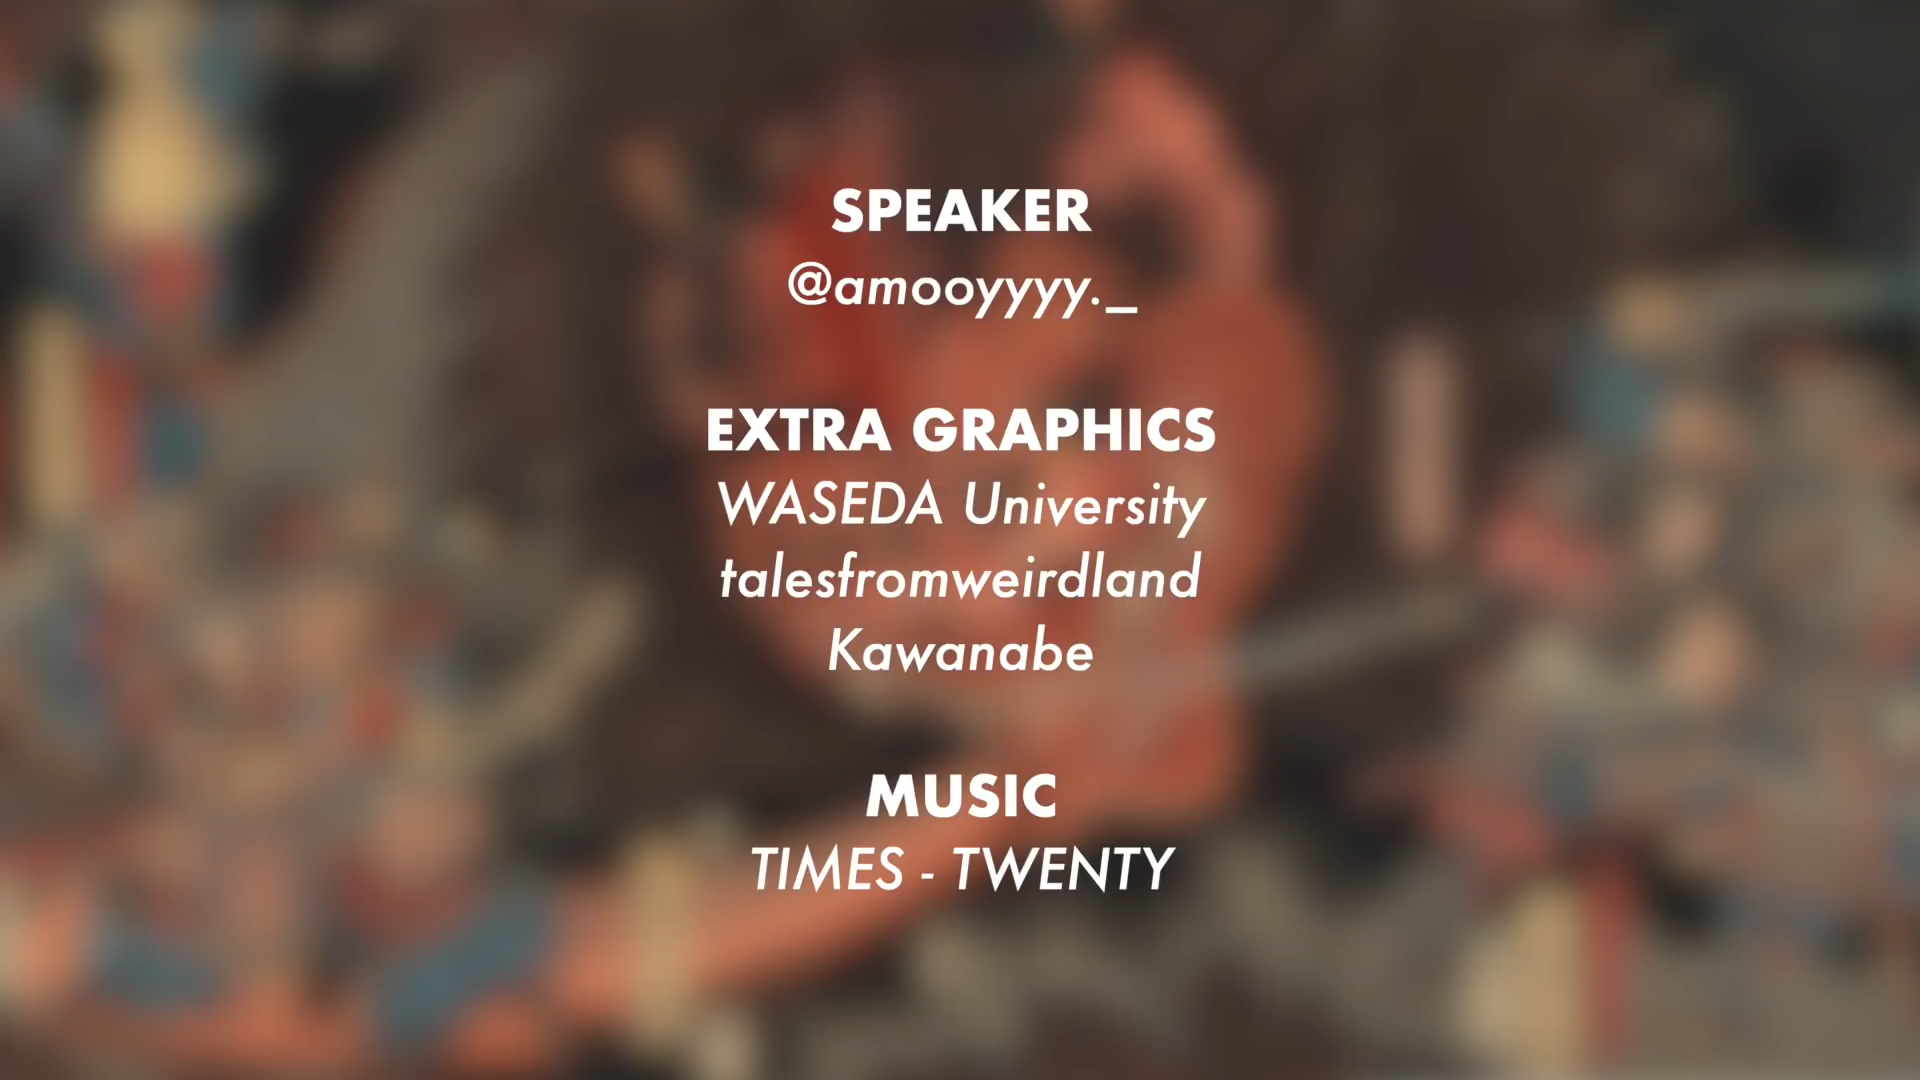 SPEAKER
@amooyyyy._
EXTRA GRAPHICS
WASEDA University
talesfromweirdland
Kawanabe
MUSIC
TIMES - TWENTY